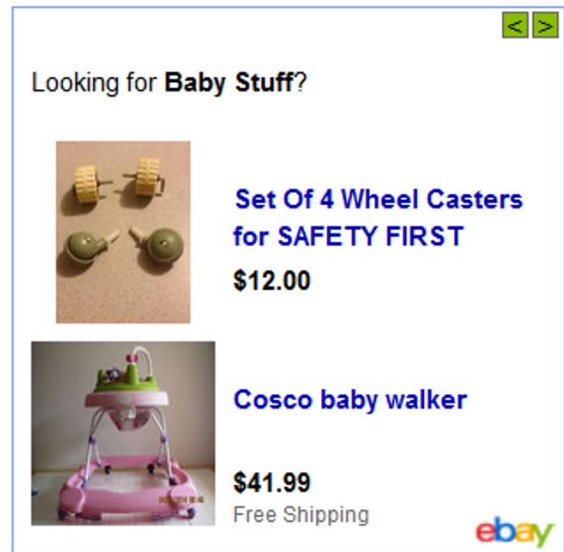 < >
Looking for Baby Stuff?
Set Of 4 Wheel Casters
for SAFETY FIRST
$12.00
Cosco baby walker
$41.99
Free Shipping
ebay